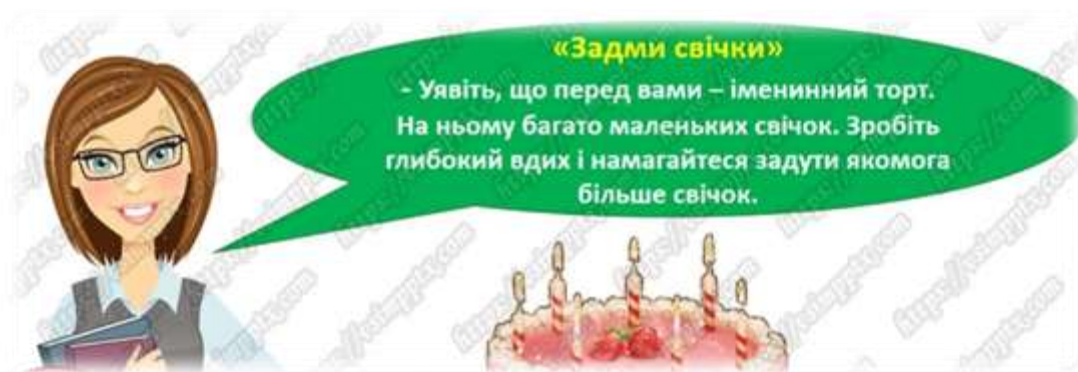 «Задми свічки»
- Уявіть, що перед вами – іменинний торт.
На ньому багато маленьких свічок. Зробіть
глибокий вдих і намагайтеся задути якомога
більше свічок.